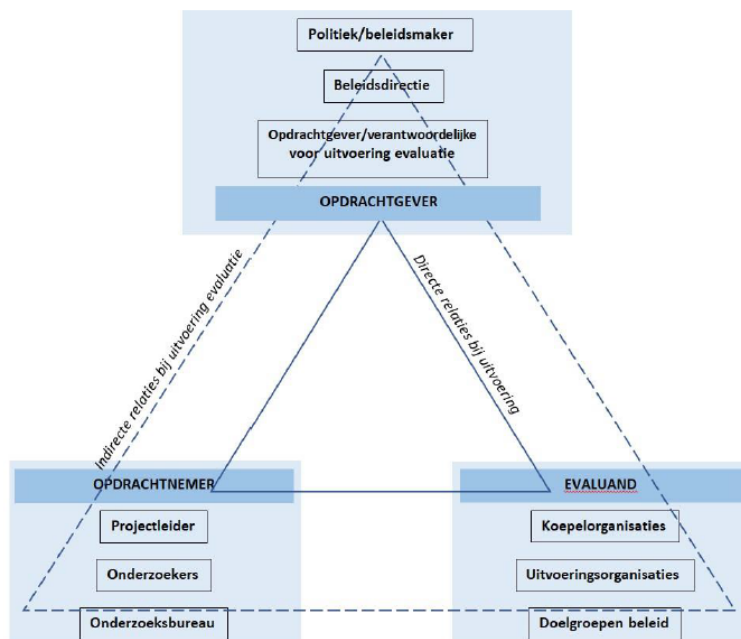 Politiek/beleidsmaker
Beleidsdirectie
Opdrachtgever/verantwoordelijke
voor uitvoering evaluatie
OPDRACHTGEVER
Indirecte relaties bij uitvoering evaluatie
Directe relaties bij uitvoering
OPDRACHTNEMER
Projectleider
Onderzoekers
Onderzoeksbureau
EVALUAND
Koepelorganisaties
Uitvoeringsorganisaties
Doelgroepen beleid